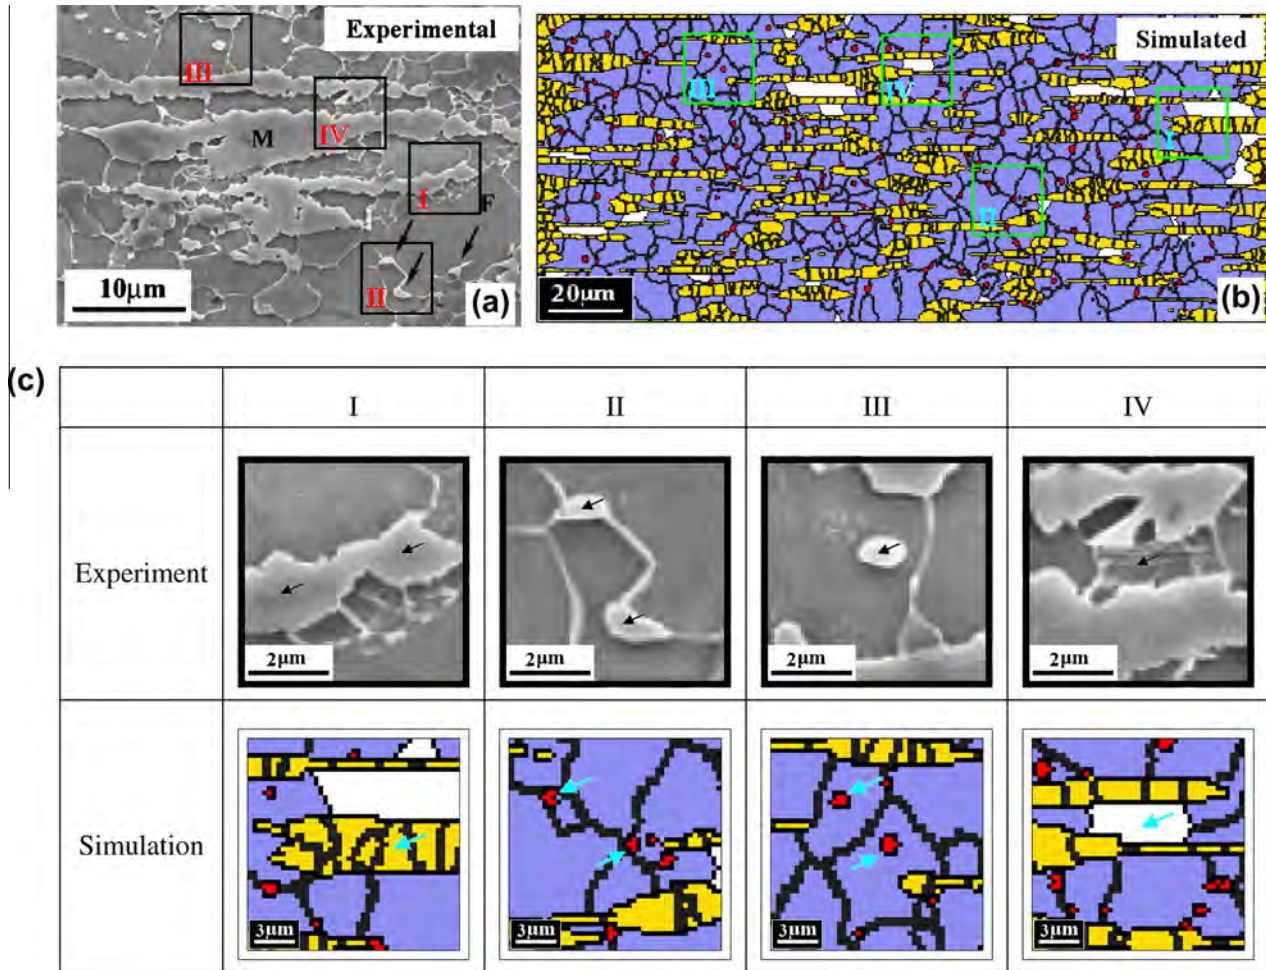 Experimental
III
IV
M
I
F
II
10μm
(a)
Simulated
III
IV
I
II
20μm
(b)
(c)
I II III IV
Experiment
2μm 2μm 2μm 2μm
Simulation
3μm 3μm 3μm 3μm